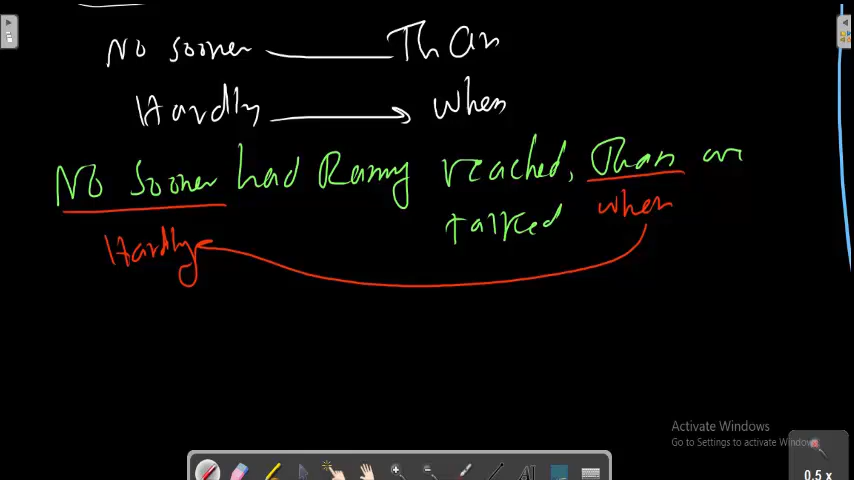 No sooner Than
Hardly when
No sooner had Ramy reached, Than we
talked when
Hardly
Activate Windows
Go to Settings to activate Windows.
0.5 x